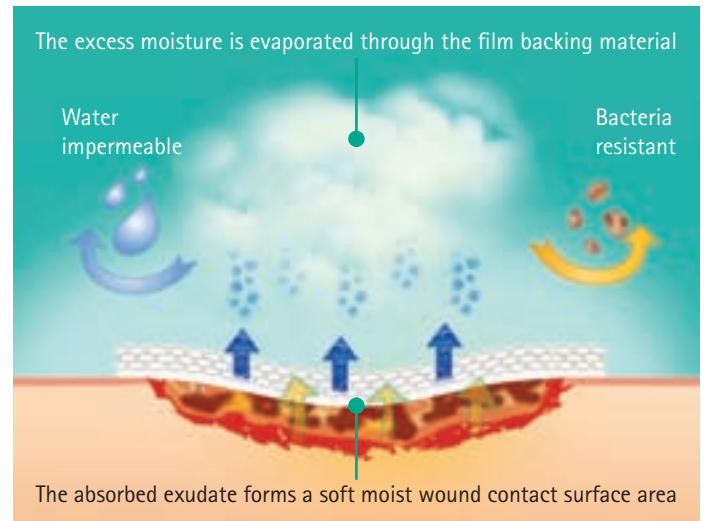 The excess moisture is evaporated through the film backing material
Water
impermeable
Bacteria
resistant
The absorbed exudate forms a soft moist wound contact surface area